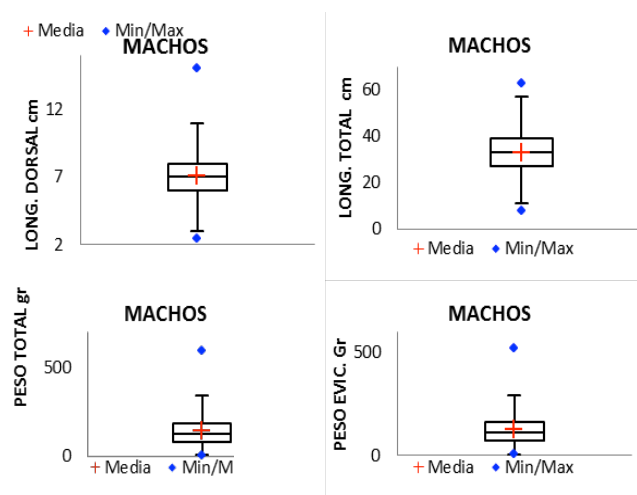 + Media ◆ Min/Max
MACHOS
LONG. DORSAL cm
12
7
2
MACHOS
LONG. TOTAL cm
60
40
20
0
+ Media ◆ Min/Max
MACHOS
PESO TOTAL gr
500
0
+ Media ◆ Min/M
MACHOS
PESO EVIC. Gr
500
0
+ Media ◆ Min/Max